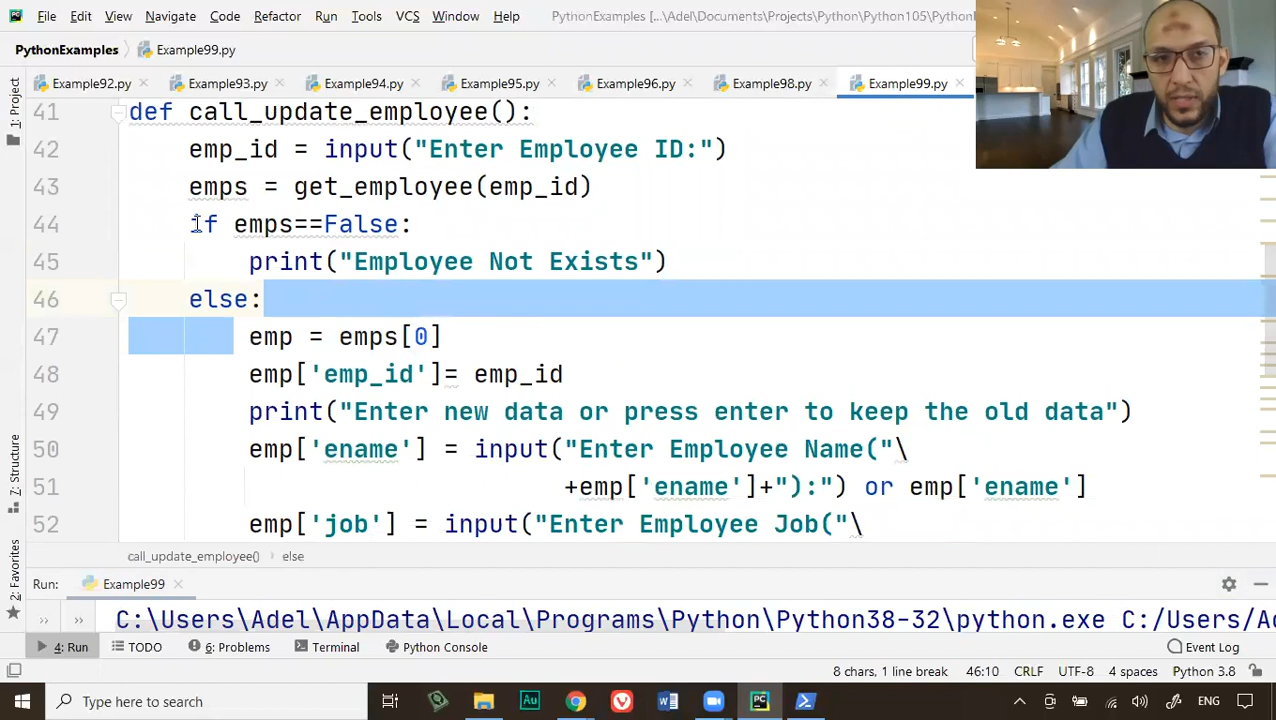 File Edit View Navigate Code Refactor Run Tools VCS Window Help PythonExamples [...\Adel\Documents\Projects\Python\Python105\Python
PythonExamples Example99.py
Example92.py Example93.py Example94.py Example95.py Example96.py Example98.py Example99.py
1: Project
7: Structure
2: Favorites
41 def call_update_employee():
42 emp_id = input("Enter Employee ID:")
43 emps = get_employee(emp_id)
44 if emps==False:
45 print("Employee Not Exists")
46 else:
47 emp = emps[0]
48 emp['emp_id']= emp_id
49 print("Enter new data or press enter to keep the old data")
50 emp['ename'] = input("Enter Employee Name("\
51 +emp['ename']+"):") or emp['ename']
52 emp['job'] = input("Enter Employee Job("\
call_update_employee() else
Run: Example99
C:\Users\Adel\AppData\Local\Programs\Python\Python38-32\python.exe C:/Users/Ad
4: Run TODO 6: Problems Terminal Python Console Event Log
8 chars, 1 line break 46:10 CRLF UTF-8 4 spaces Python 3.8
Type here to search ENG